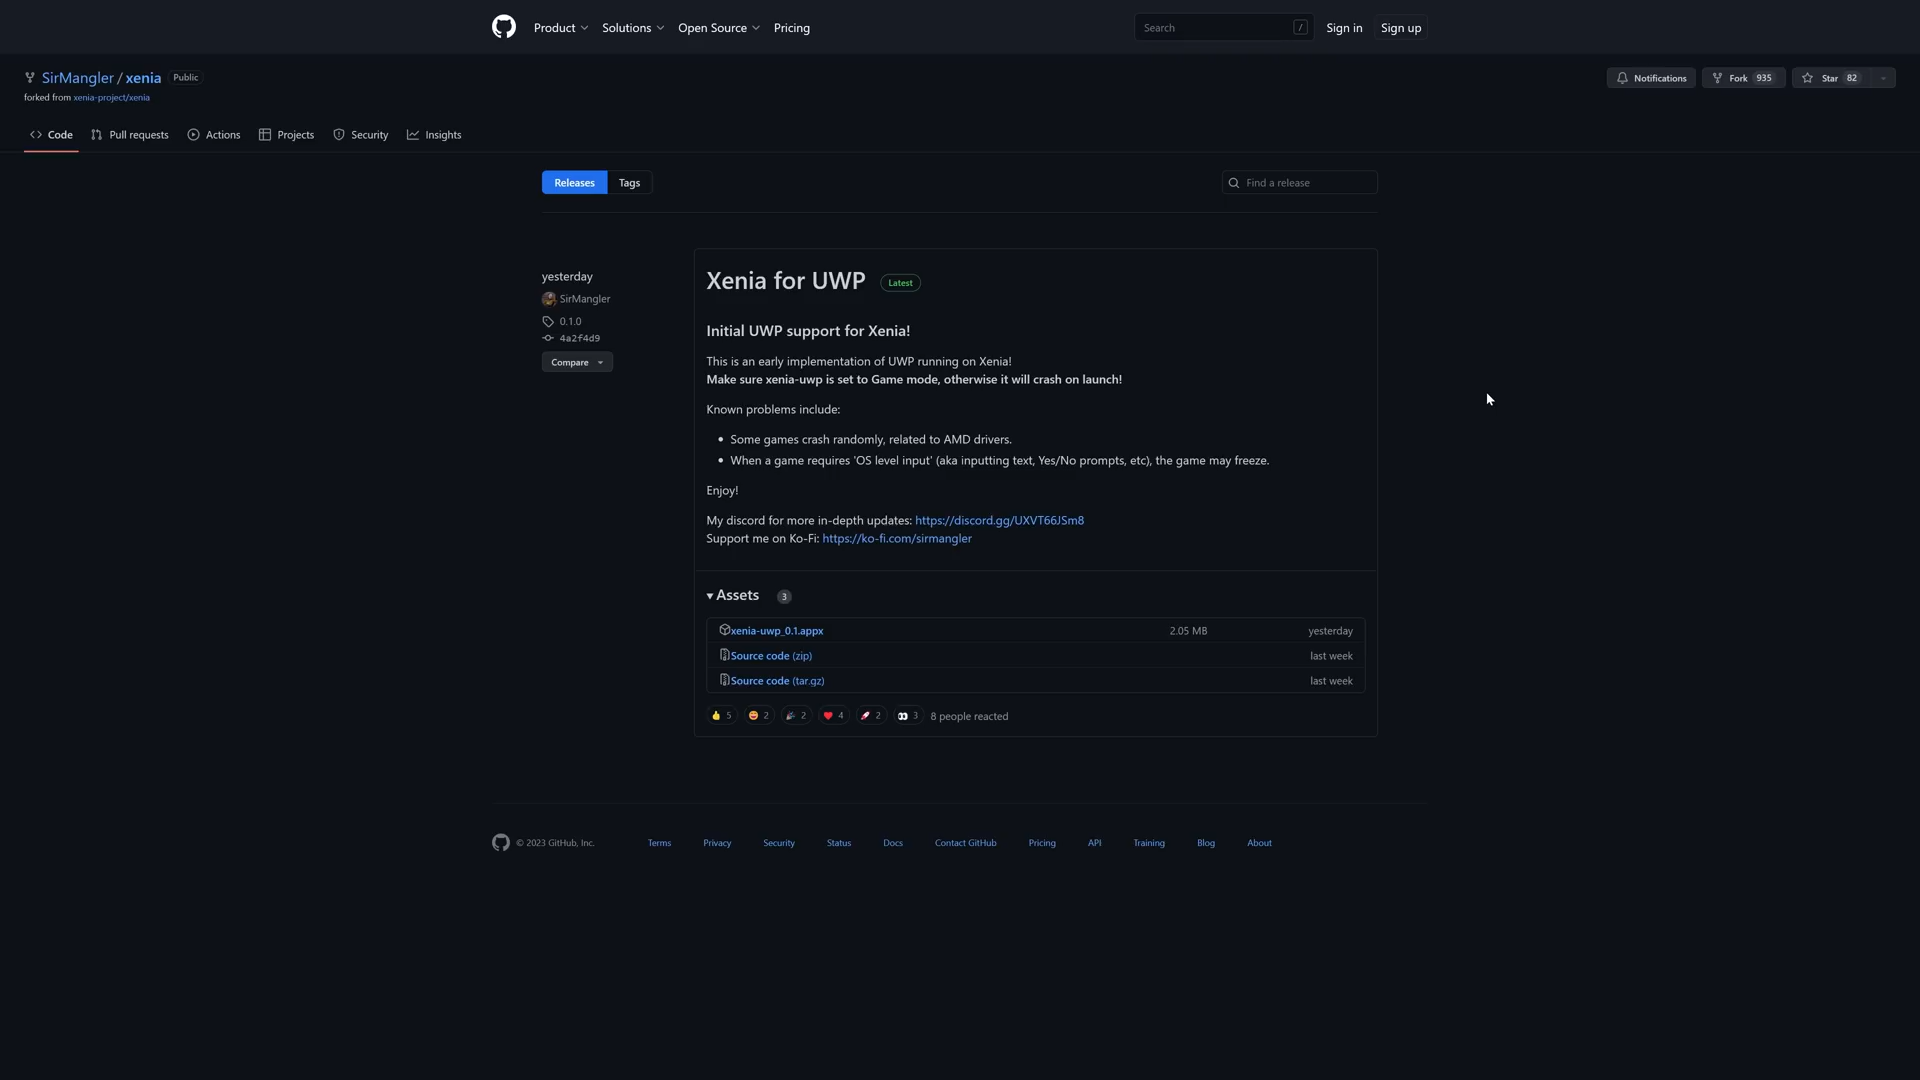 Product
Solutions
Open Source
Pricing
Search
/
Sign in
Sign up
SirMangler / xenia
Public
forked from xenia-project/xenia
Notifications
Fork 935
Star 82
Code
Pull requests
Actions
Projects
Security
Insights
Releases
Tags
Find a release
yesterday
SirMangler
0.1.0
4a2f4d9
Compare
Xenia for UWP
Latest
Initial UWP support for Xenia!
This is an early implementation of UWP running on Xenia!
Make sure xenia-uwp is set to Game mode, otherwise it will crash on launch!
Known problems include:
Some games crash randomly, related to AMD drivers.
When a game requires 'OS level input' (aka inputting text, Yes/No prompts, etc), the game may freeze.
Enjoy!
My discord for more in-depth updates: https://discord.gg/UXVT66JSm8
Support me on Ko-Fi: https://ko-fi.com/sirmangler
Assets 3
xenia-uwp_0.1.appx 2.05 MB yesterday
Source code (zip) last week
Source code (tar.gz) last week
5 2 2 4 2 3 8 people reacted
© 2023 GitHub, Inc.
Terms
Privacy
Security
Status
Docs
Contact GitHub
Pricing
API
Training
Blog
About